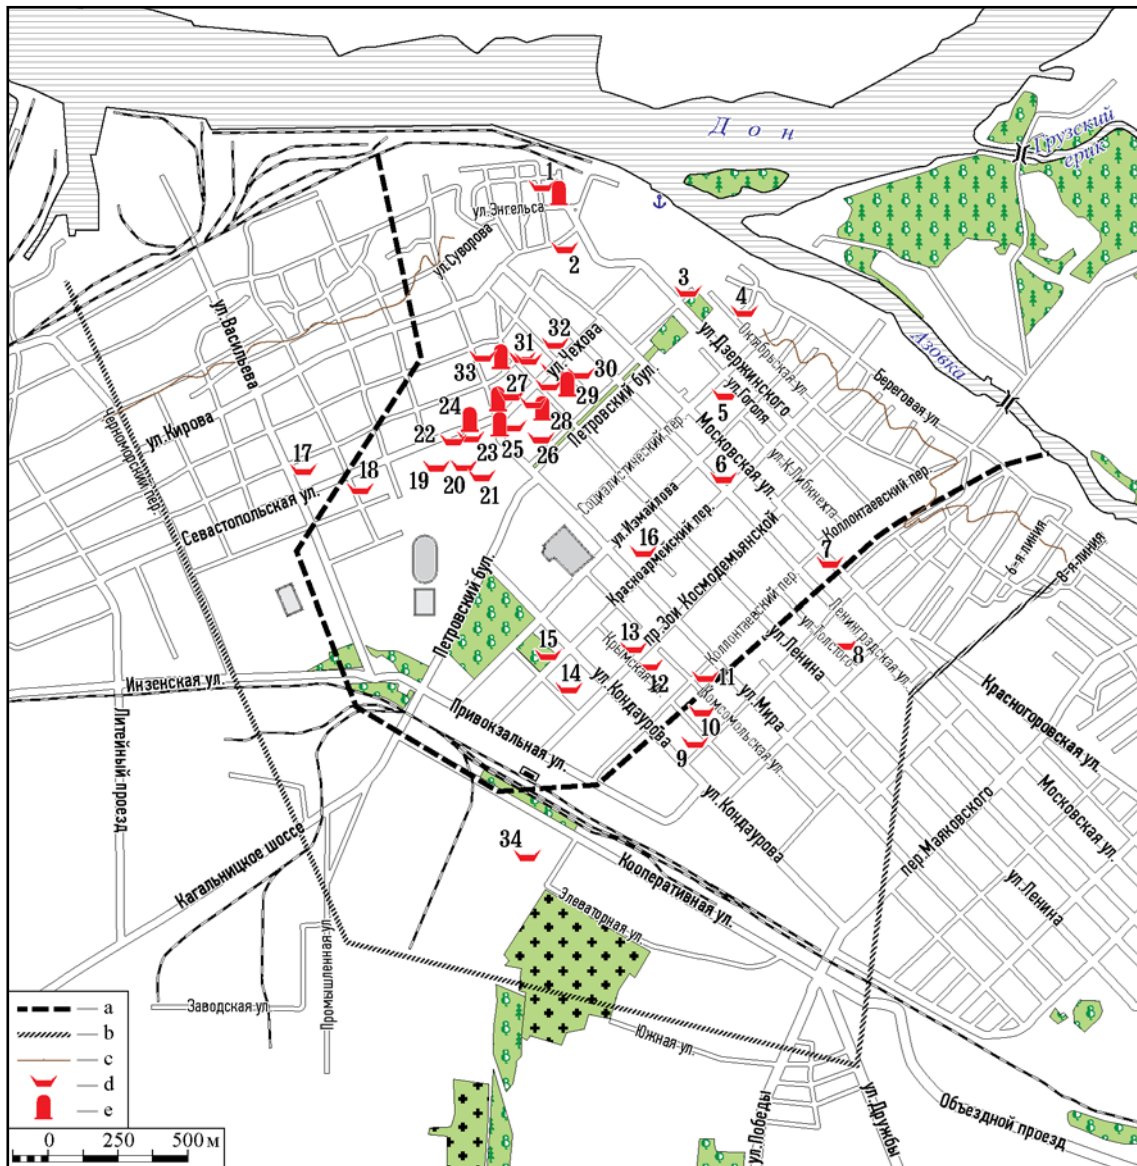 Дон
Грузский
ерик
1
ул.Энгельса
ул.Суворова
2
3
4
ул.Васильева
Октябрьская ул.
ул.Дзержинского
Азовка
32
31
ул.Чехова
33
30
Береговая ул.
27
29
ул.Гоголя
Петровский бул.
5
24
28
ул.Кирова
Черноморский пер.
22
23
25
26
Социалистический пер.
Московская ул.
ул.К.Либкнехта
17
18
19
20
21
6
Коллонтаевский пер.
Севастопольская ул.
ул.Измайлова
Красноармейский пер.
16
пр.Зои Космодемьянской
7
6-я линия
8-я линия
Петровский бул.
Коллонтаевский пер.
Ленинградская ул.
ул.Толстого
ул.Ленина
8
13
15
Крымская ул.
12
14
11
Инзенская ул.
ул.Кондаурова
ул.Мира
Красногоровская ул.
Комсомольская ул.
10
9
Привокзальная ул.
Литейный проезд
ул.Кондаурова
Московская ул.
пер.Маяковского
34
Кагальницкое шоссе
Кооперативная ул.
ул.Ленина
Элеваторная ул.
Промышленная ул.
Заводская ул.
Южная ул.
ул.Победы
ул.Дружбы
Объездной проезд
a
b
c
d
e
0 250 500 м